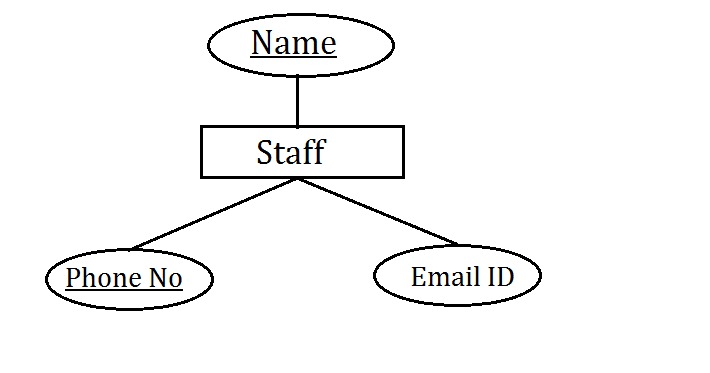 Name
Staff
Phone No
Email ID